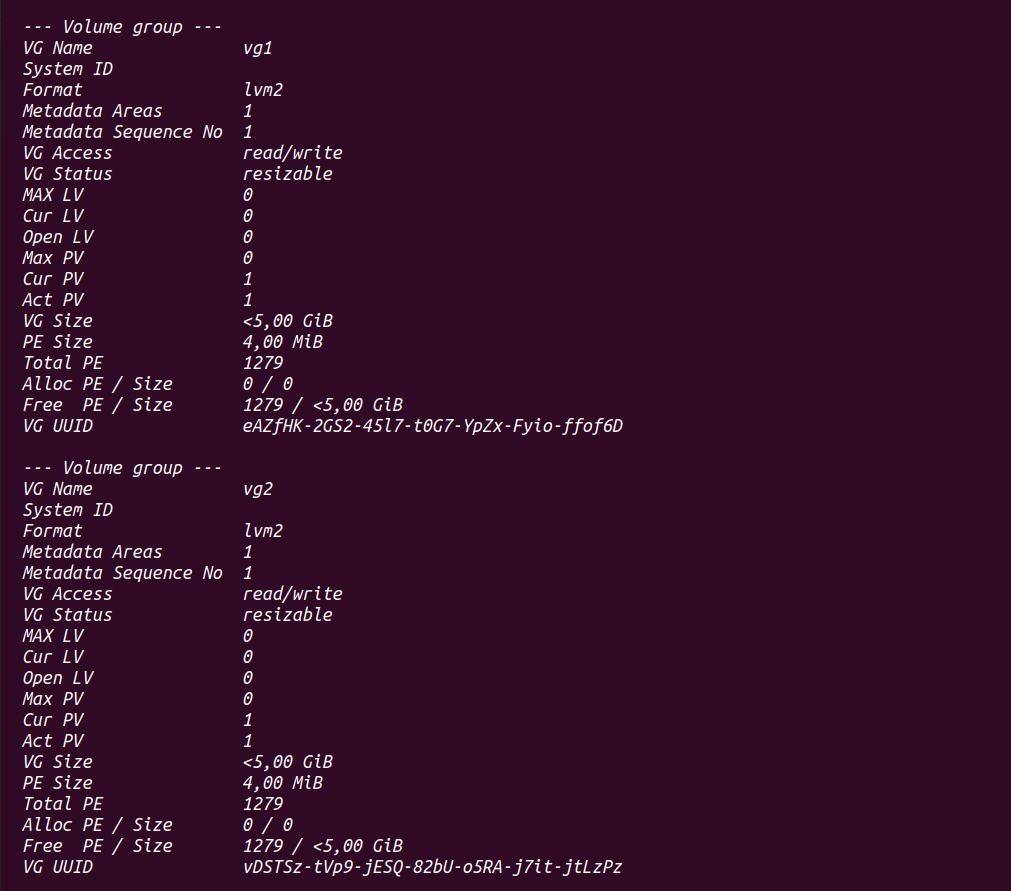 --- Volume group ---
VG Name               vg1
System ID
Format                lvm2
Metadata Areas        1
Metadata Sequence No  1
VG Access             read/write
VG Status             resizable
MAX LV                0
Cur LV                0
Open LV               0
Max PV                0
Cur PV                1
Act PV                1
VG Size               <5,00 GiB
PE Size               4,00 MiB
Total PE              1279
Alloc PE / Size       0 / 0
Free  PE / Size       1279 / <5,00 GiB
VG UUID               eAZfHK-2GS2-45l7-t0G7-YpZx-Fyio-ffof6D

--- Volume group ---
VG Name               vg2
System ID
Format                lvm2
Metadata Areas        1
Metadata Sequence No  1
VG Access             read/write
VG Status             resizable
MAX LV                0
Cur LV                0
Open LV               0
Max PV                0
Cur PV                1
Act PV                1
VG Size               <5,00 GiB
PE Size               4,00 MiB
Total PE              1279
Alloc PE / Size       0 / 0
Free  PE / Size       1279 / <5,00 GiB
VG UUID               vDSTSz-tVp9-jESQ-82bU-o5RA-j7it-jtLzPz